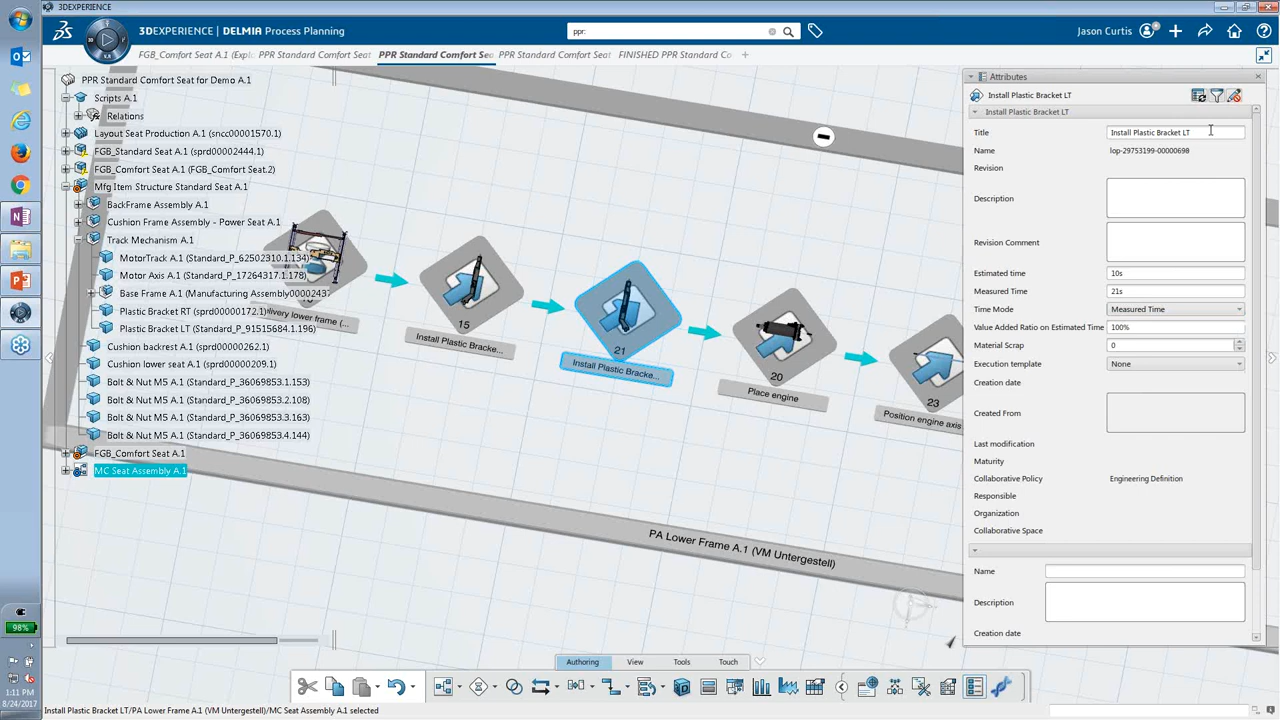 3DEXPERIENCE
3DEXPERIENCE | DELMIA Process Planning
ppr:
Jason Curtis
FGB_Comfort Seat A.1 (Expl
PPR Standard Comfort Seat
PPR Standard Comfort Sea
PPR Standard Comfort Seat
FINISHED PPR Standard Co
PPR Standard Comfort Seat for Demo A.1
Scripts A.1
Relations
Layout Seat Production A.1 (sncc00001570.1)
FGB_Standard Seat A.1 (sprd00002444.1)
FGB_Comfort Seat A.1 (FGB_Comfort Seat.2)
Mfg Item Structure Standard Seat A.1
BackFrame Assembly A.1
Cushion Frame Assembly - Power Seat A.1
Track Mechanism A.1
MotorTrack A.1 (Standard_P_62502310.1.134)
Motor Axis A.1 (Standard_P_17264317.1.178)
Base Frame A.1 (Manufacturing Assembly00002437
Plastic Bracket RT (sprd00000172.1)
Plastic Bracket LT (Standard_P_91515684.1.196)
Cushion backrest A.1 (sprd00000262.1)
Cushion lower seat A.1 (sprd00000209.1)
Bolt & Nut M5 A.1 (Standard_P_36069853.1.153)
Bolt & Nut M5 A.1 (Standard_P_36069853.2.108)
Bolt & Nut M5 A.1 (Standard_P_36069853.3.163)
Bolt & Nut M5 A.1 (Standard_P_36069853.4.144)
FGB_Comfort Seat A.1
MC Seat Assembly A.1
livery lower frame (...
15
Install Plastic Bracke...
21
Install Plastic Bracke...
20
Place engine
23
Position engine axis
PA Lower Frame A.1 (VM Untergestell)
Attributes
Install Plastic Bracket LT
Install Plastic Bracket LT
Title
Install Plastic Bracket LT
Name
lop-29753199-00000698
Revision
Description
Revision Comment
Estimated time
10s
Measured Time
21s
Time Mode
Measured Time
Value Added Ratio on Estimated Time
100%
Material Scrap
0
Execution template
None
Creation date
Created From
Last modification
Maturity
Collaborative Policy
Engineering Definition
Responsible
Organization
Collaborative Space
Name
Description
Creation date
Authoring
View
Tools
Touch
98%
1:11 PM
8/24/2017
Install Plastic Bracket LT/PA Lower Frame A.1 (VM Untergestell)/MC Seat Assembly A.1 selected